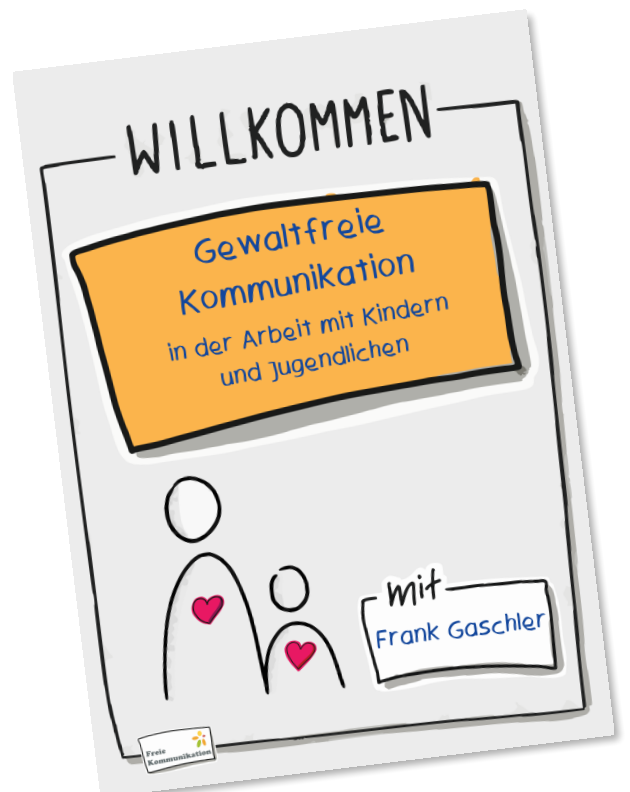 WILLKOMMEN
Gewaltfreie
Kommunikation
in der Arbeit mit Kindern
und Jugendlichen
mit
Frank Gaschler
Freie
Kommunikation